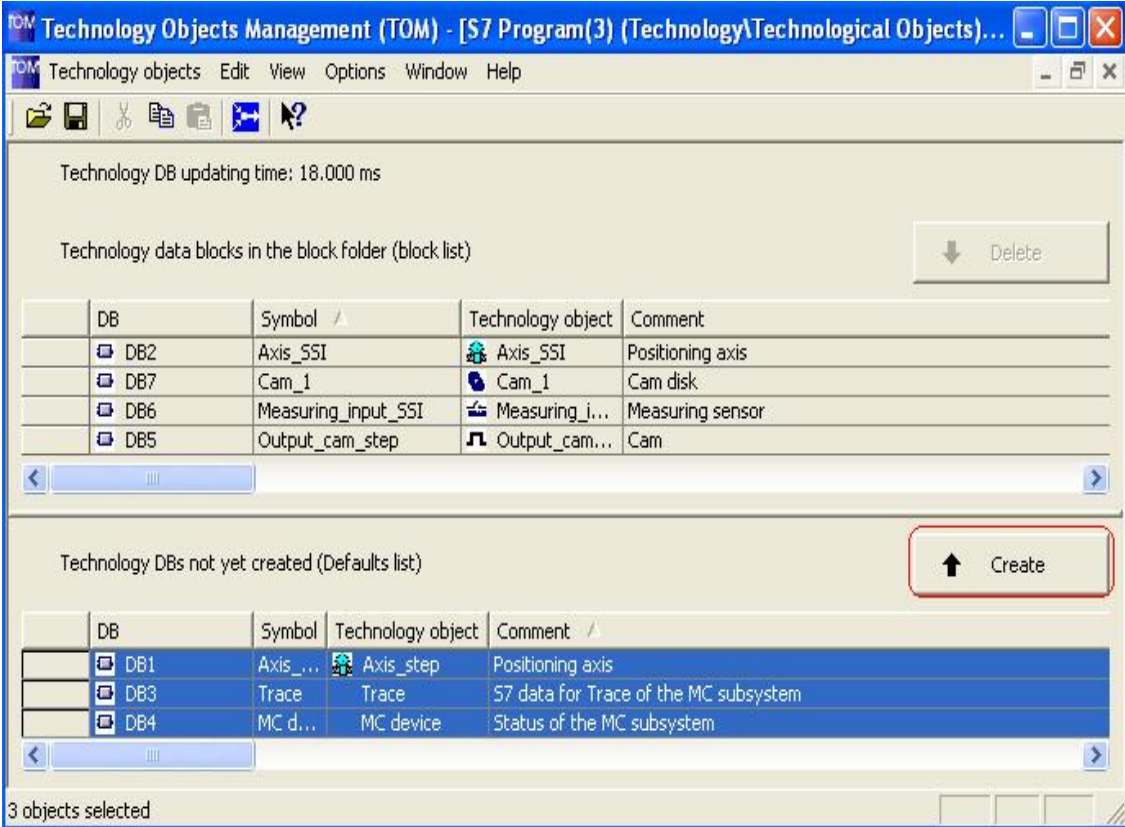 TOM Technology Objects Management (TOM) - [S7 Program(3) (Technology\Technological Objects)...
TOM Technology objects Edit View Options Window Help
Technology DB updating time: 18.000 ms
Technology data blocks in the block folder (block list)
Delete
DB Symbol Technology object Comment
DB2 Axis_SSI Axis_SSI Positioning axis
DB7 Cam_1 Cam_1 Cam disk
DB6 Measuring_input_SSI Measuring_i... Measuring sensor
DB5 Output_cam_step Output_cam... Cam
Technology DBs not yet created (Defaults list)
Create
DB Symbol Technology object Comment
DB1 Axis_... Axis_step Positioning axis
DB3 Trace Trace S7 data for Trace of the MC subsystem
DB4 MC d... MC device Status of the MC subsystem
3 objects selected